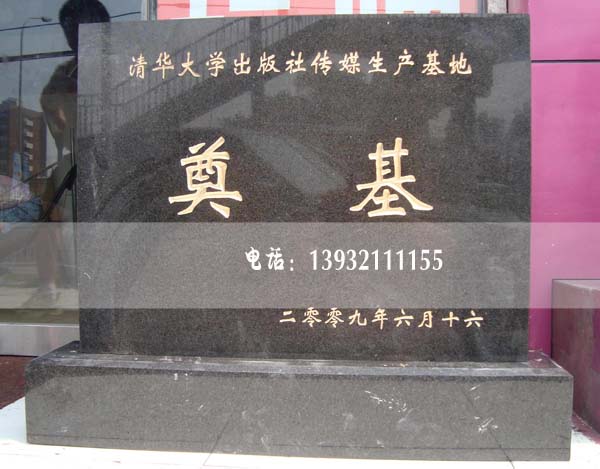 清华大学出版社传媒生产基地
奠 基
电话：13932111155
二零零九年六月十六